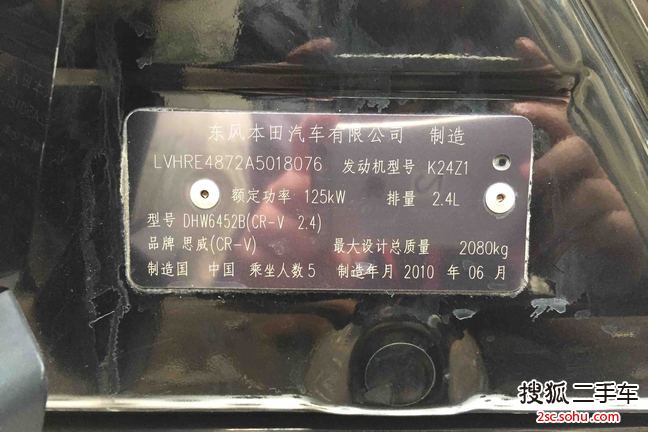 东风本田汽车有限公司 制造
LVHRE4872A5018076 发动机型号 K24Z1
额定功率 125kW 排量 2.4L
型号 DHW6452B(CR-V 2.4)
品牌 思威(CR-V) 最大设计总质量 2080kg
制造国 中国 乘坐人数 5 制造年月 2010 年 06 月
搜狐 二手车
2sc.sohu.com